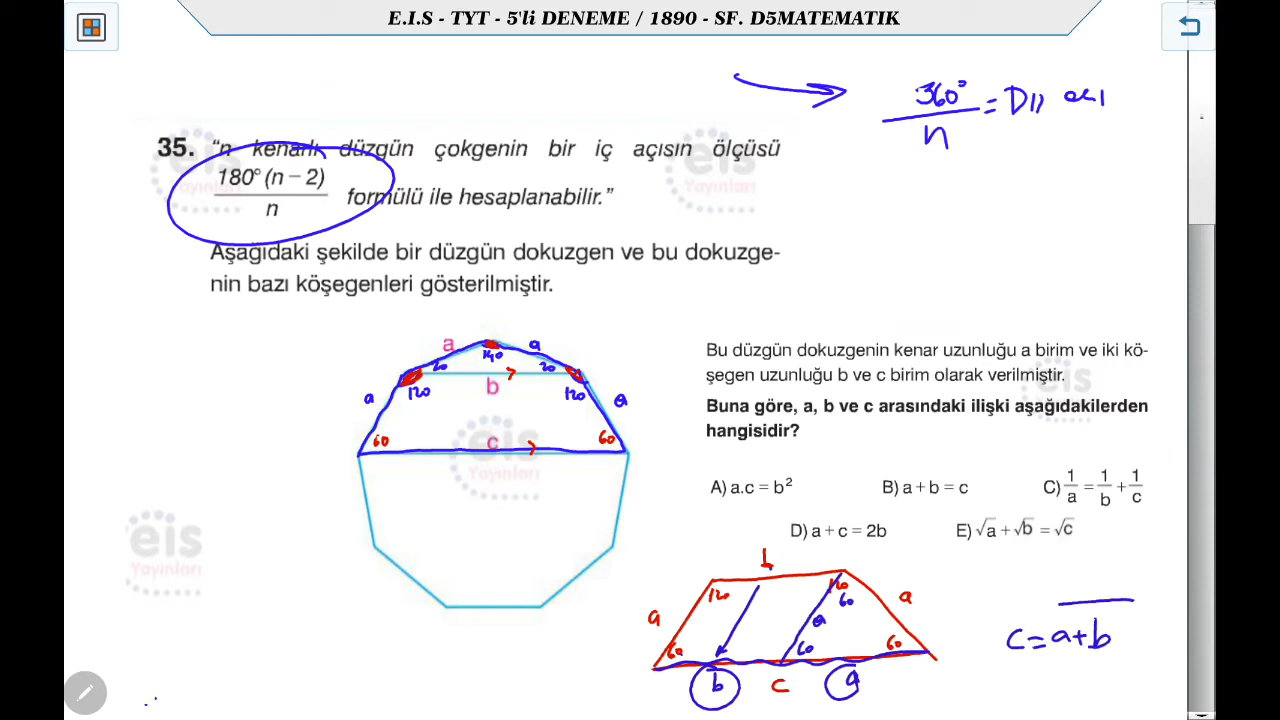 E.I.S - TYT - 5'li DENEME / 1890 - SF. D5MATEMATIK
360° / n = Dış açı
35. “n kenarlı düzgün çokgenin bir iç açısın ölçüsü
180° (n – 2) / n formülü ile hesaplanabilir.”
Aşağıdaki şekilde bir düzgün dokuzgen ve bu dokuzge-
nin bazı köşegenleri gösterilmiştir.
a a
140
20 20
a 120 b 120 a
60 c 60
eis Yayınları
Bu düzgün dokuzgenin kenar uzunluğu a birim ve iki kö-
şegen uzunluğu b ve c birim olarak verilmiştir.
Buna göre, a, b ve c arasındaki ilişki aşağıdakilerden
hangisidir?
A) a.c = b² B) a + b = c C) 1/a = 1/b + 1/c
D) a + c = 2b E) √a + √b = √c
b
120 120
a 60 a a
60 60 60
b c a
c = a + b